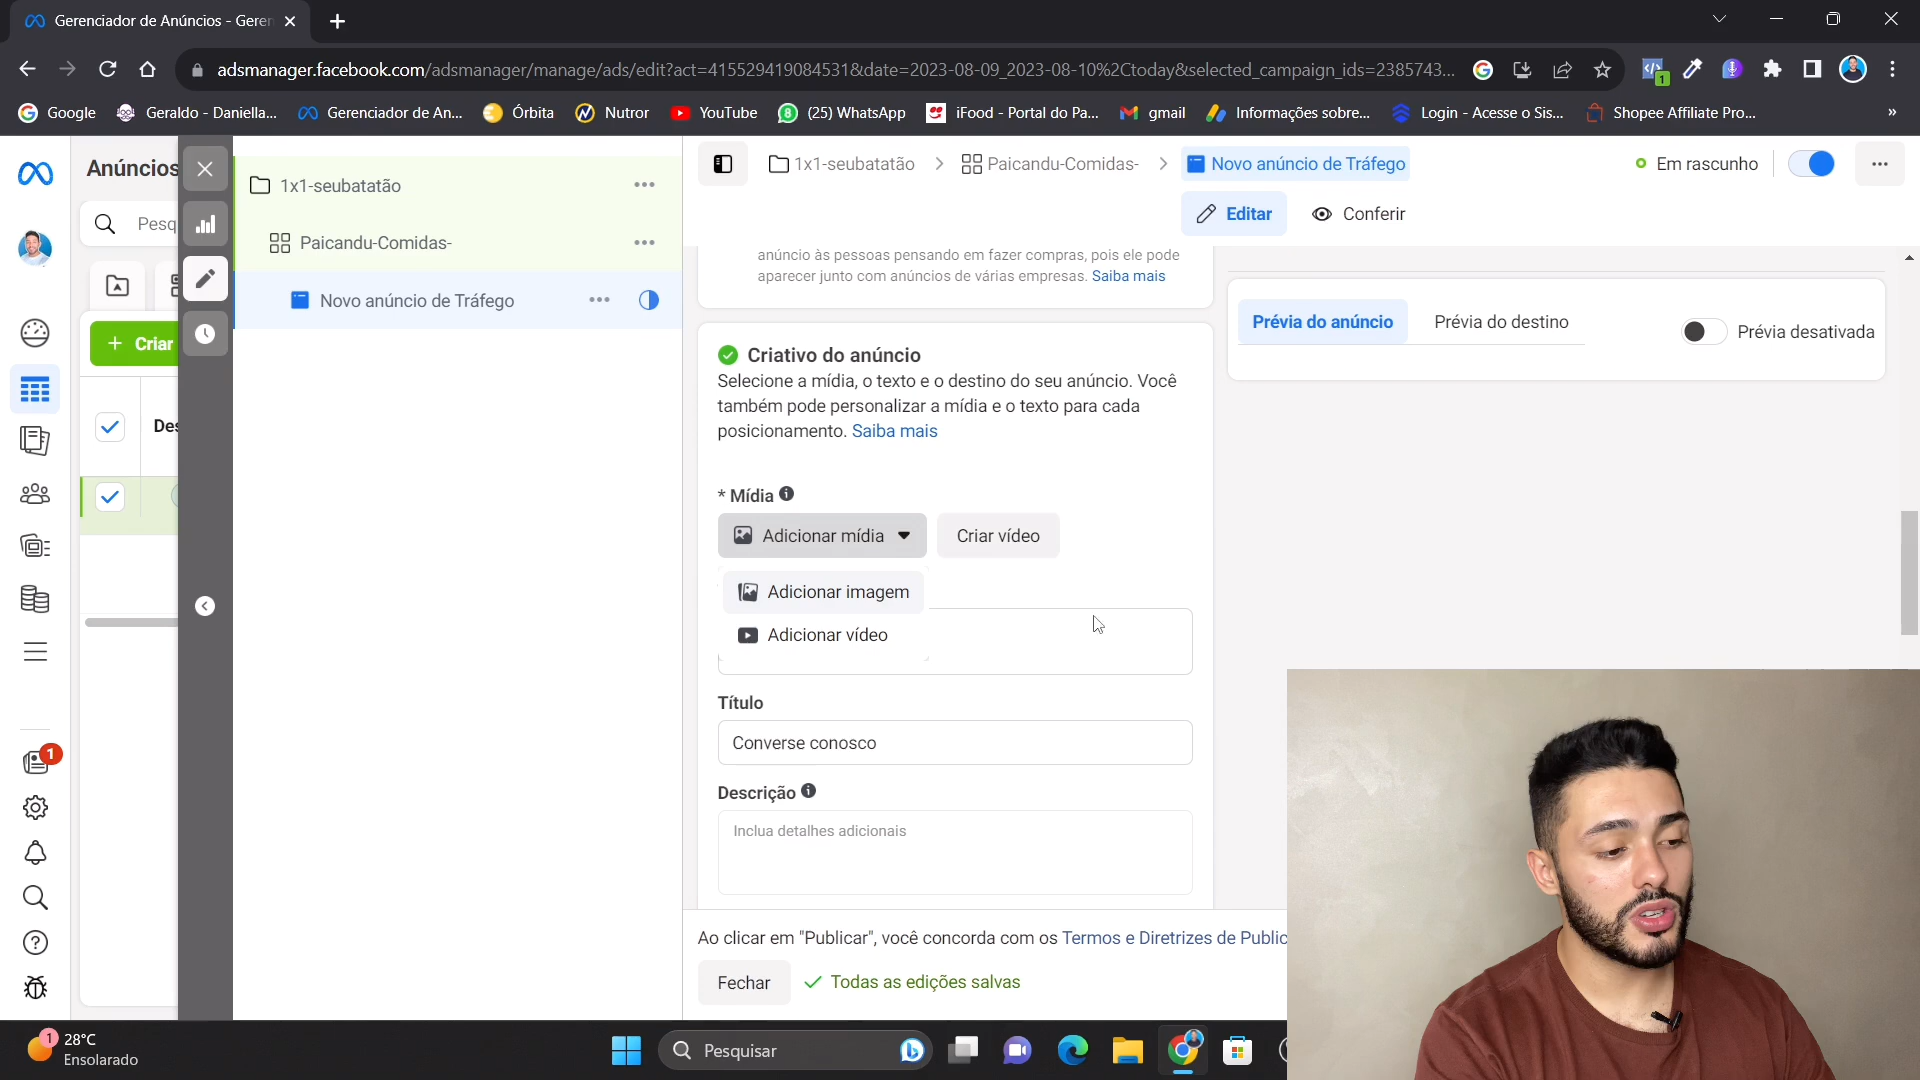 Gerenciador de Anúncios - Geren
adsmanager.facebook.com/adsmanager/manage/ads/edit?act=415529419084531&date=2023-08-09_2023-08-10%2Ctoday&selected_campaign_ids=2385743...
1
Google
Geraldo - Daniella...
Gerenciador de An...
Órbita
Nutror
YouTube
(25) WhatsApp
iFood - Portal do Pa...
gmail
Informações sobre...
Login - Acesse o Sis...
Shopee Affiliate Pro...
»
Anúncios
1x1-seubatatão
1x1-seubatatão
Paicandu-Comidas-
Novo anúncio de Tráfego
Em rascunho
Pesq
Editar
Conferir
Paicandu-Comidas-
anúncio às pessoas pensando em fazer compras, pois ele pode
aparecer junto com anúncios de várias empresas. Saiba mais
Novo anúncio de Tráfego
Prévia do anúncio
Prévia do destino
Prévia desativada
+ Criar
Criativo do anúncio
Selecione a mídia, o texto e o destino do seu anúncio. Você
também pode personalizar a mídia e o texto para cada
posicionamento. Saiba mais
Des
* Mídia
Adicionar mídia
Criar vídeo
Adicionar imagem
Adicionar vídeo
Título
Converse conosco
1
Descrição
Inclua detalhes adicionais
Ao clicar em "Publicar", você concorda com os Termos e Diretrizes de Public
Fechar
Todas as edições salvas
1
28°C
Ensolarado
Pesquisar